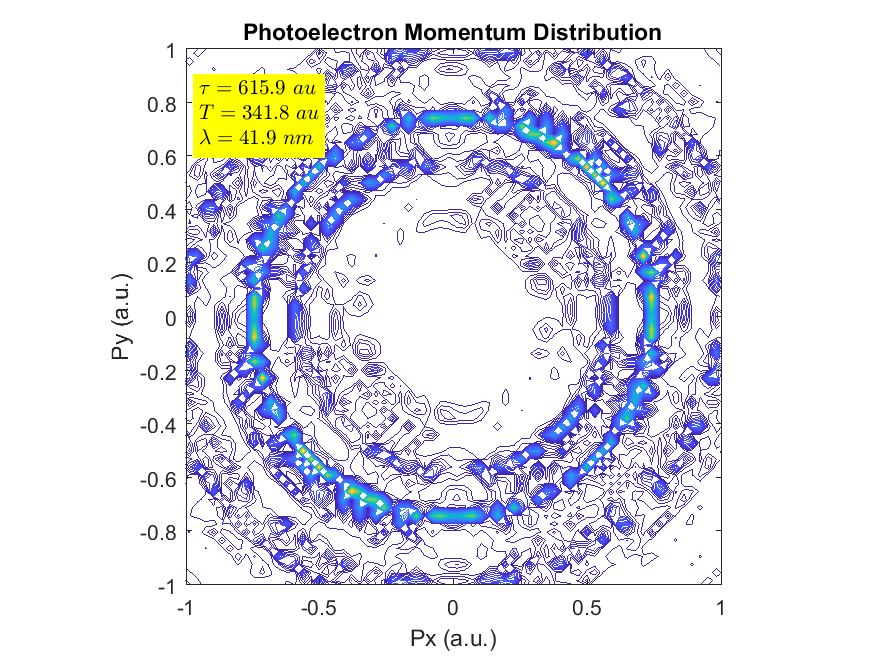 Photoelectron Momentum Distribution
τ = 615.9 au
T = 341.8 au
λ = 41.9 nm
1
0.8
0.6
0.4
0.2
0
-0.2
-0.4
-0.6
-0.8
-1
Py (a.u.)
-1 -0.5 0 0.5 1
Px (a.u.)